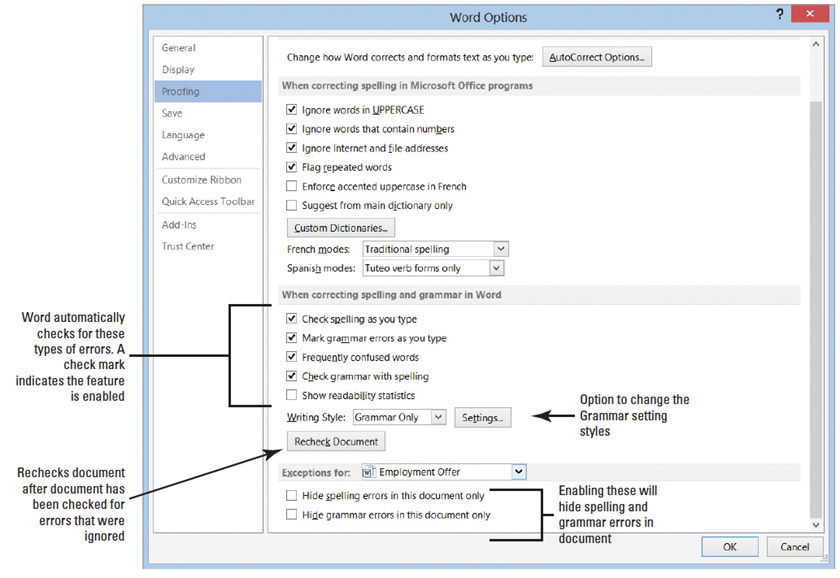 Word Options
?
General
Display
Proofing
Save
Language
Advanced
Customize Ribbon
Quick Access Toolbar
Add-Ins
Trust Center
Change how Word corrects and formats text as you type: AutoCorrect Options...
When correcting spelling in Microsoft Office programs
Ignore words in UPPERCASE
Ignore words that contain numbers
Ignore Internet and file addresses
Flag repeated words
Enforce accented uppercase in French
Suggest from main dictionary only
Custom Dictionaries...
French modes: Traditional spelling
Spanish modes: Tuteo verb forms only
When correcting spelling and grammar in Word
Check spelling as you type
Mark grammar errors as you type
Frequently confused words
Check grammar with spelling
Show readability statistics
Writing Style: Grammar Only Settings...
Recheck Document
Exceptions for: Employment Offer
Hide spelling errors in this document only
Hide grammar errors in this document only
OK Cancel
Word automatically
checks for these
types of errors. A
check mark
indicates the feature
is enabled
Rechecks document
after document has
been checked for
errors that were
ignored
Option to change the
Grammar setting
styles
Enabling these will
hide spelling and
grammar errors in
document